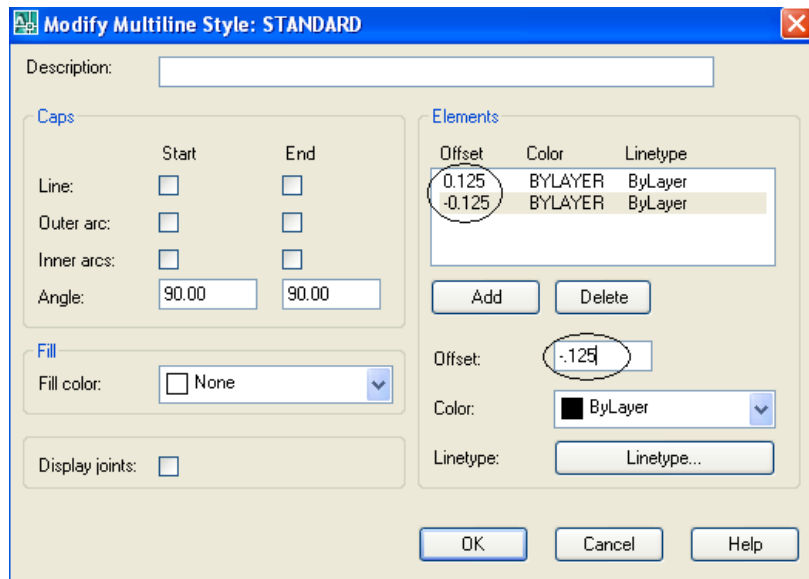 Modify Multiline Style: STANDARD
Description:
Caps
Start End
Line:
Outer arc:
Inner arcs:
Angle: 90.00 90.00
Fill
Fill color: None
Display joints:
Elements
Offset Color Linetype
0.125 BYLAYER ByLayer
-0.125 BYLAYER ByLayer
Add Delete
Offset: -.125
Color: ByLayer
Linetype: Linetype...
OK Cancel Help